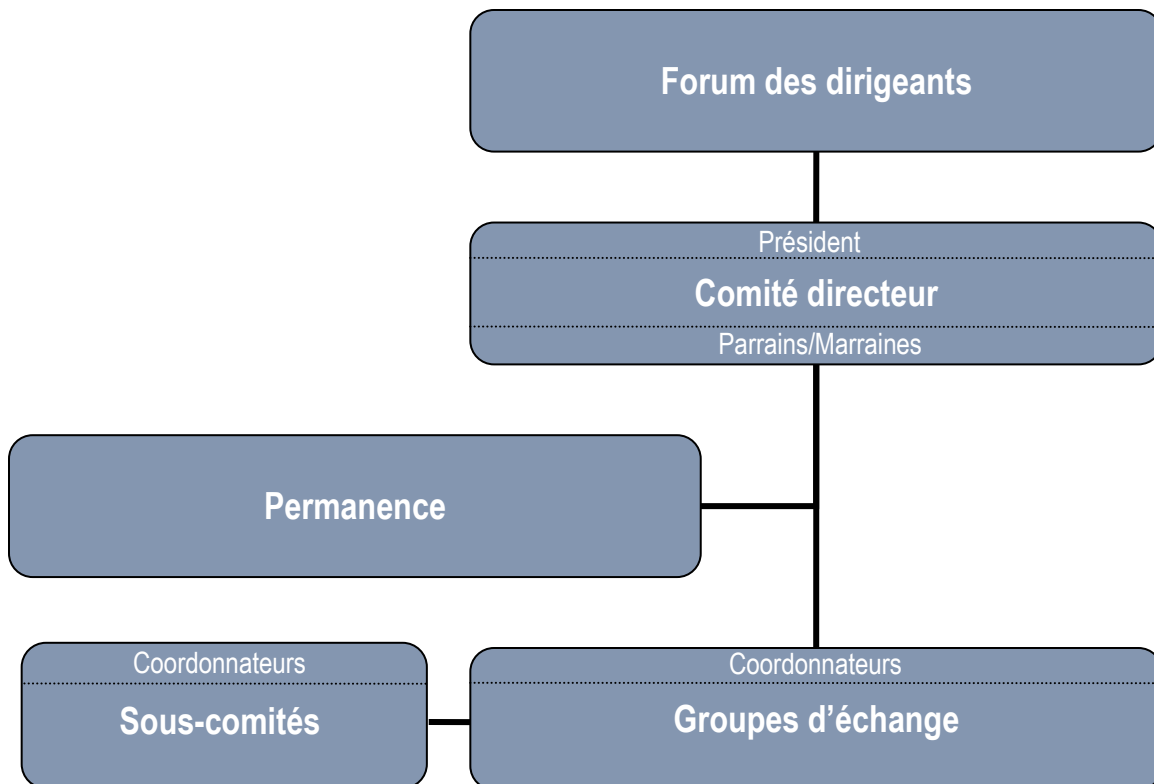 Forum des dirigeants
Président
Comité directeur
Parrains/Marraines
Permanence
Coordonnateurs
Sous-comités
Coordonnateurs
Groupes d’échange